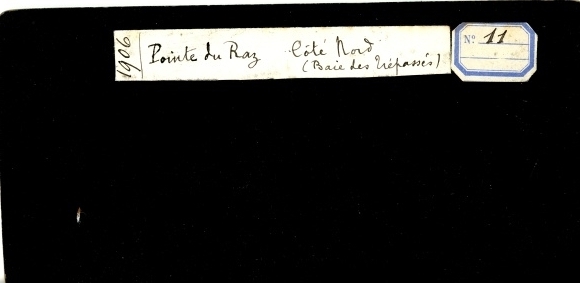 1906
Pointe du Raz Côté Nord
(Baie des Trépassés)
N° 11